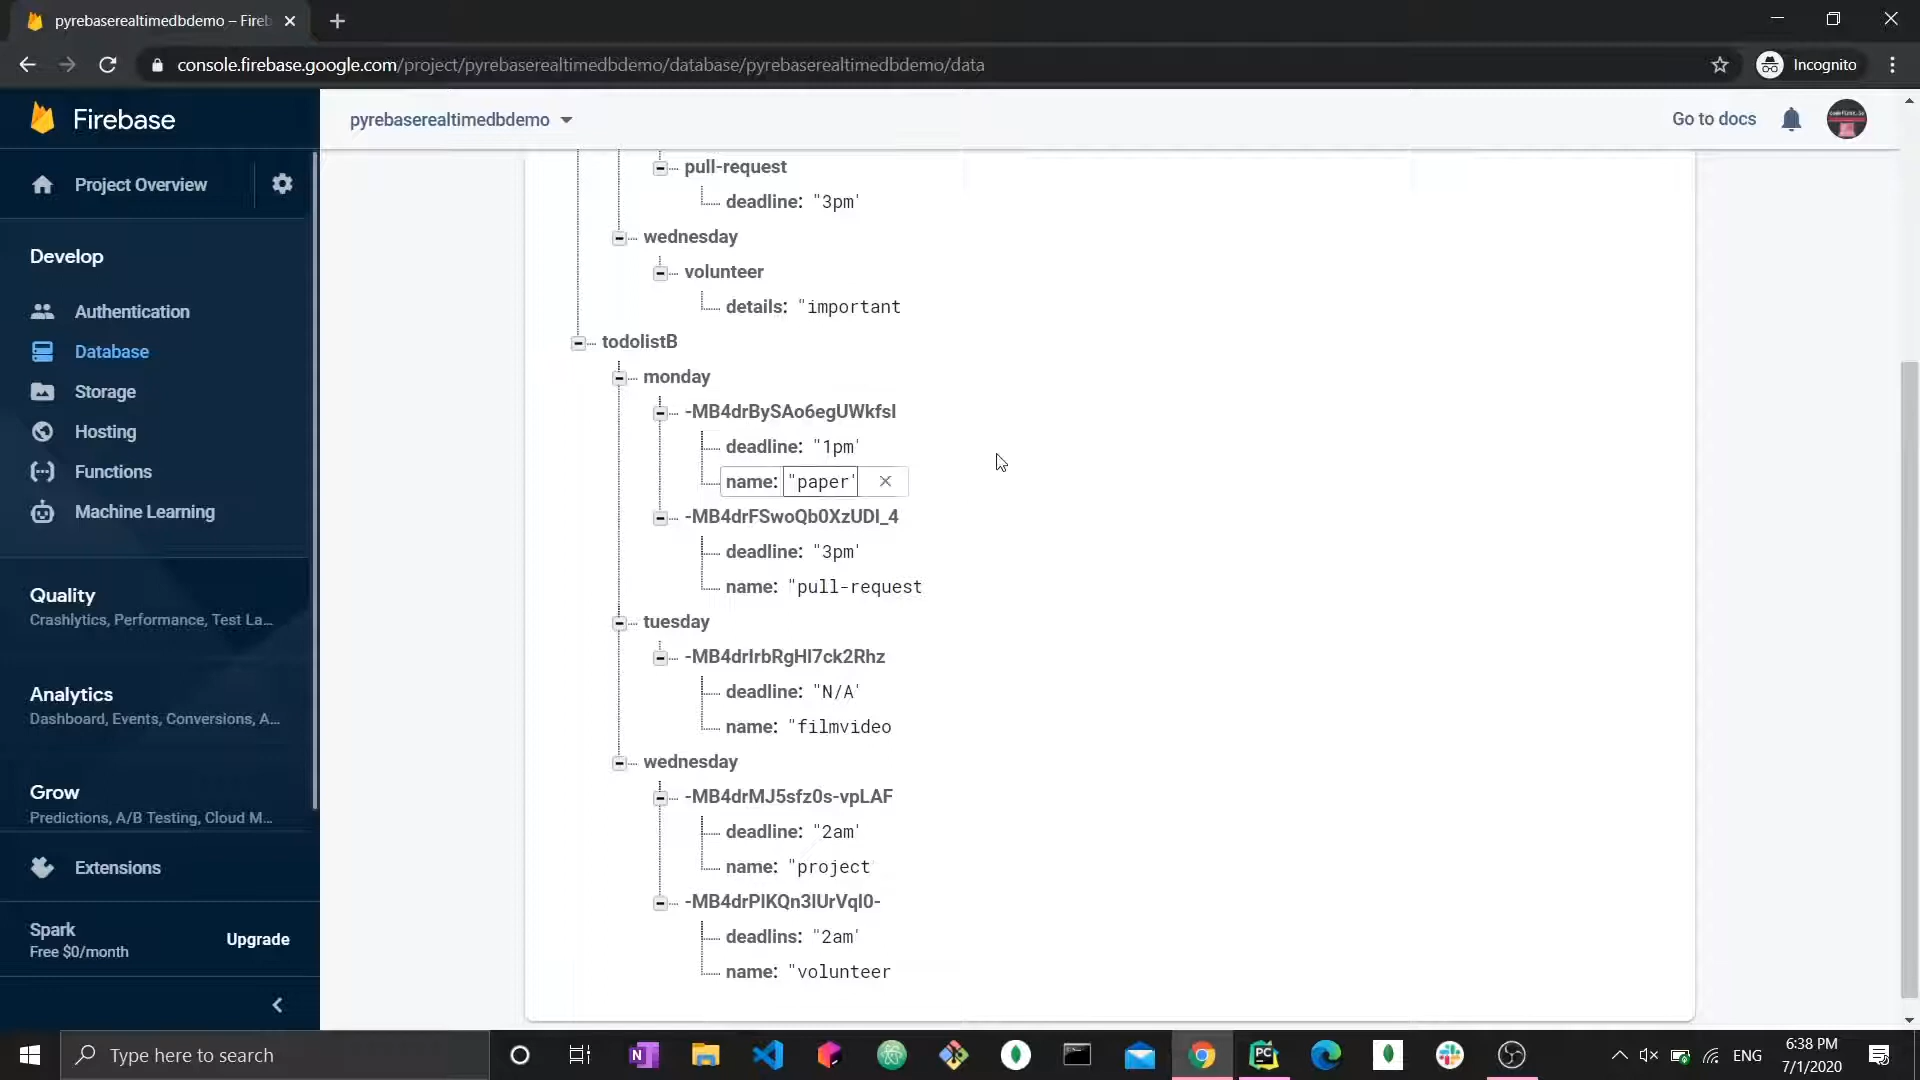 pyrebaserealtimedbdemo – Fireb
console.firebase.google.com/project/pyrebaserealtimedbdemo/database/pyrebaserealtimedbdemo/data
Incognito
Firebase
pyrebaserealtimedbdemo
Go to docs
Project Overview
Develop
Authentication
Database
Storage
Hosting
Functions
Machine Learning
Quality
Crashlytics, Performance, Test La...
Analytics
Dashboard, Events, Conversions, A...
Grow
Predictions, A/B Testing, Cloud M...
Extensions
Spark
Free $0/month
Upgrade
pull-request
deadline: "3pm"
wednesday
volunteer
details: "important
todolistB
monday
-MB4drBySAo6egUWkfsI
deadline: "1pm"
name: "paper"
-MB4drFSwoQb0XzUDl_4
deadline: "3pm"
name: "pull-request
tuesday
-MB4drIrbRgHl7ck2Rhz
deadline: "N/A"
name: "filmvideo
wednesday
-MB4drMJ5sfz0s-vpLAF
deadline: "2am"
name: "project
-MB4drPlKQn3lUrVql0-
deadlins: "2am"
name: "volunteer
Type here to search
ENG
6:38 PM
7/1/2020